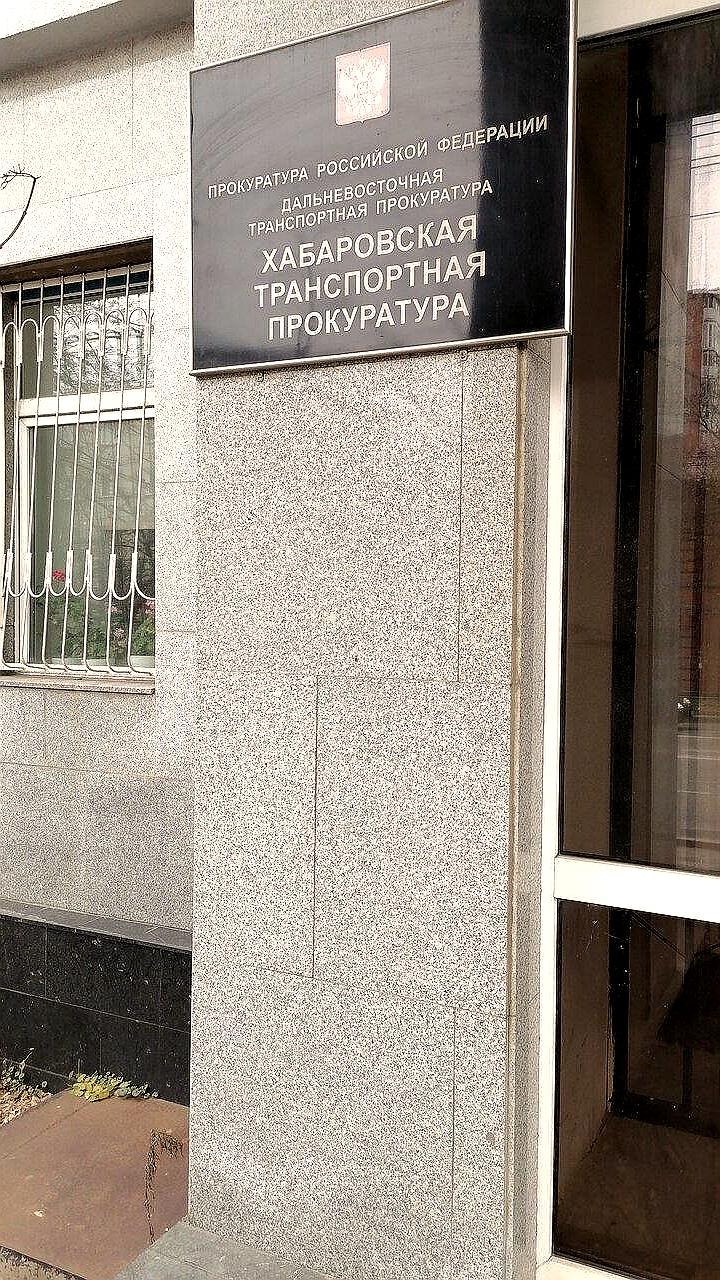 ПРОКУРАТУРА РОССИЙСКОЙ ФЕДЕРАЦИИ
ДАЛЬНЕВОСТОЧНАЯ
ТРАНСПОРТНАЯ ПРОКУРАТУРА
ХАБАРОВСКАЯ
ТРАНСПОРТНАЯ
ПРОКУРАТУРА